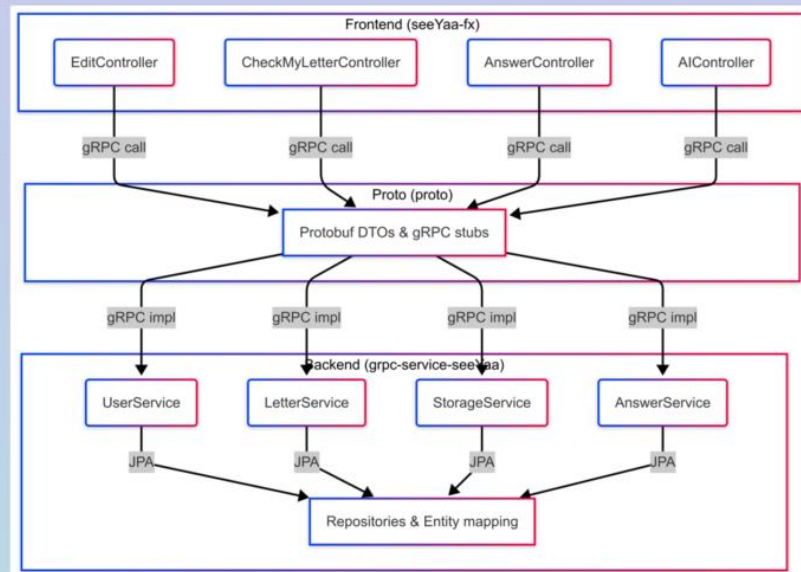 Frontend (seeYaa-fx)
EditController
CheckMyLetterController
AnswerController
AIController
gRPC call
gRPC call
gRPC call
gRPC call
Proto (proto)
Protobuf DTOs & gRPC stubs
gRPC impl
gRPC impl
gRPC impl
gRPC impl
Backend (grpc-service-seeYaa)
UserService
LetterService
StorageService
AnswerService
JPA
JPA
JPA
JPA
Repositories & Entity mapping